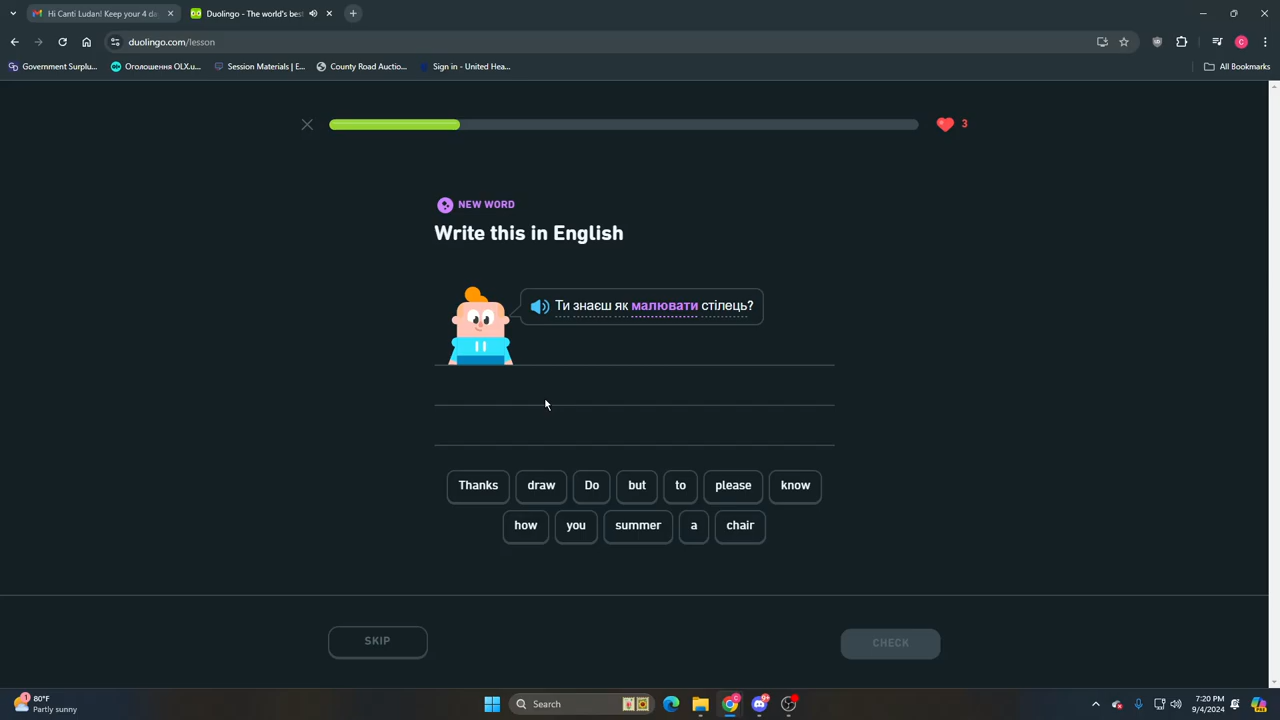 Hi Canti Ludan! Keep your 4 da
Duolingo - The world's bes
duolingo.com/lesson
Government Surplu...
Оголошення OLX.u...
Session Materials | E...
County Road Auctio...
Sign in - United Hea...
All Bookmarks
3
NEW WORD
Write this in English
Ти знаєш як малювати стілець?
Thanks draw Do but to please know
how you summer a chair
SKIP
CHECK
80°F
Partly sunny
Search
7:20 PM
9/4/2024